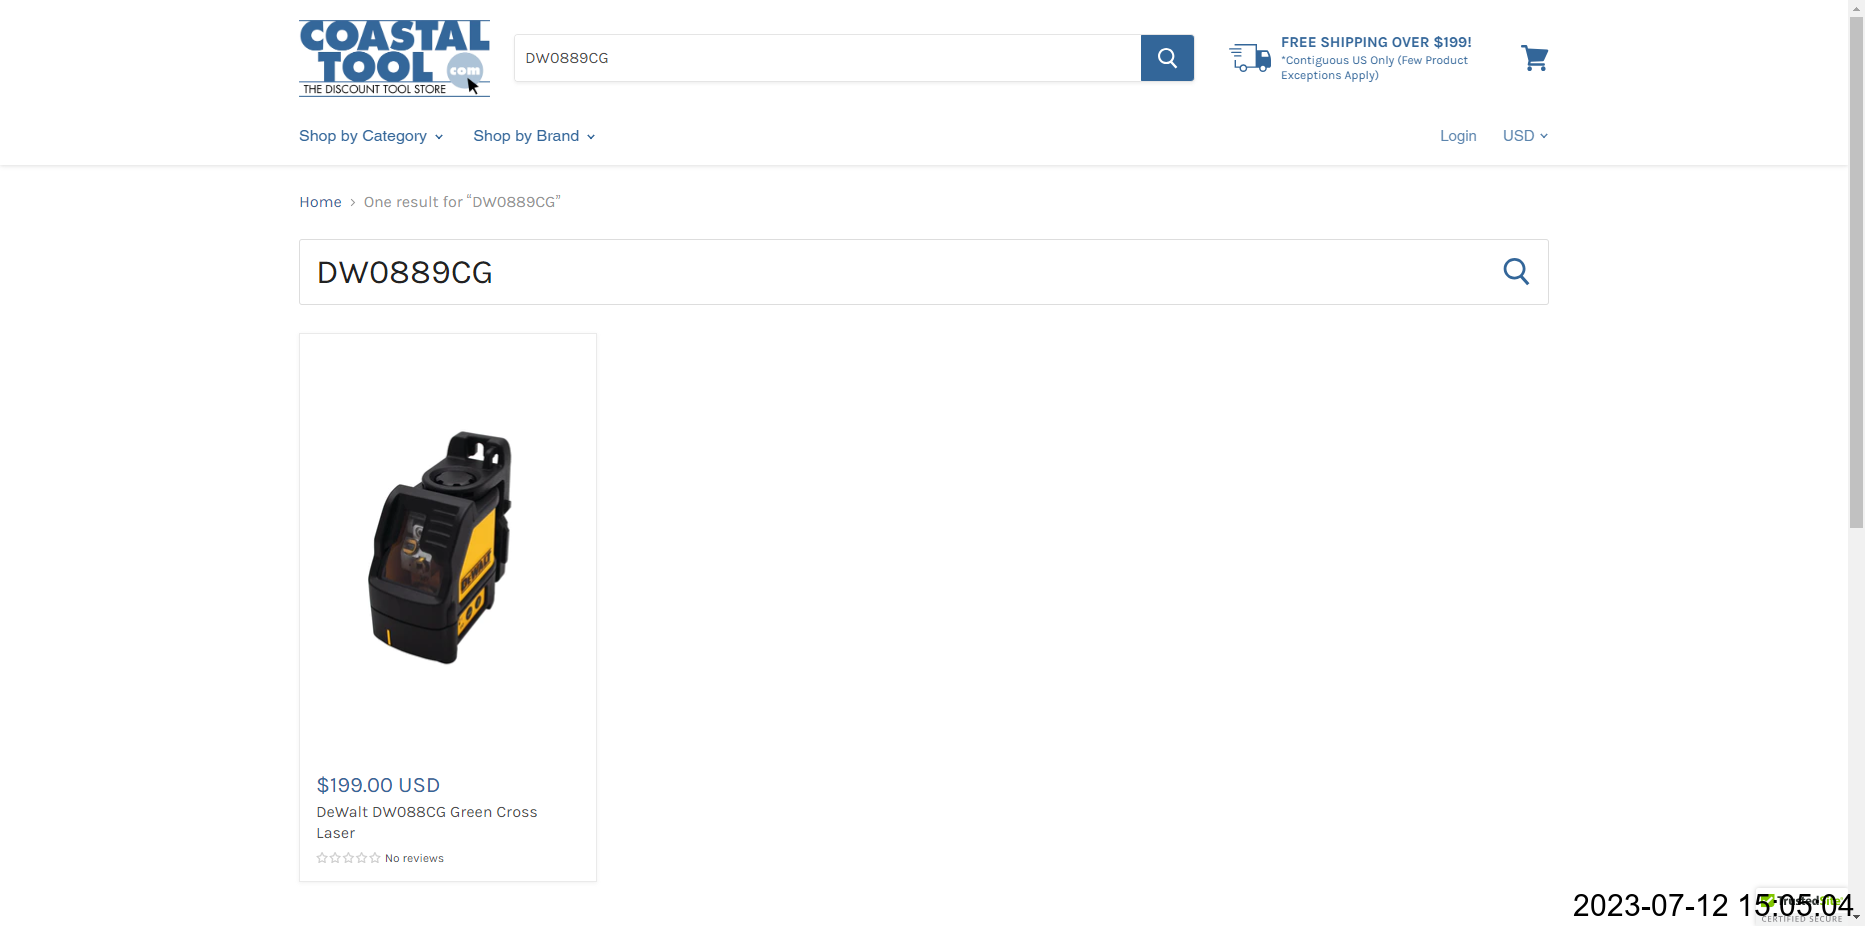 COASTAL
TOOL com
THE DISCOUNT TOOL STORE
DW0889CG
FREE SHIPPING OVER $199!
*Contiguous US Only (Few Product
Exceptions Apply)
Shop by Category
Shop by Brand
Login
USD
Home > One result for “DW0889CG”
DW0889CG
DEWALT
$199.00 USD
DeWalt DW088CG Green Cross
Laser
No reviews
2023-07-12 15:05:04
TrustedSite
CERTIFIED SECURE